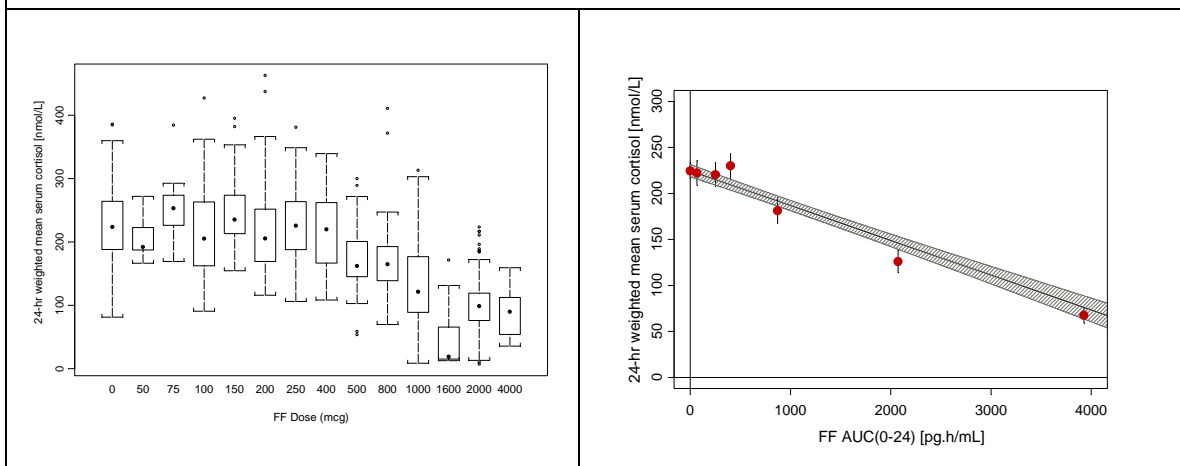 24-hr weighted mean serum cortisol [nmol/L]
400
300
200
100
0
0 50 75 100 150 200 250 400 500 800 1000 1600 2000 4000
FF Dose (mcg)
24-hr weighted mean serum cortisol [nmol/L]
300
250
200
150
100
50
0
0 1000 2000 3000 4000
FF AUC(0-24) [pg.h/mL]